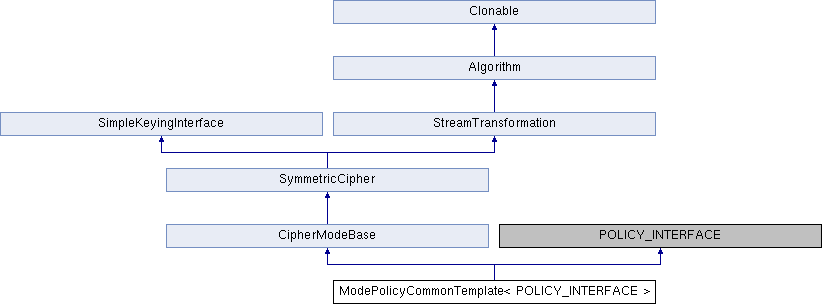 Clonable
Algorithm
SimpleKeyingInterface
StreamTransformation
SymmetricCipher
CipherModeBase
POLICY_INTERFACE
ModePolicyCommonTemplate< POLICY_INTERFACE >